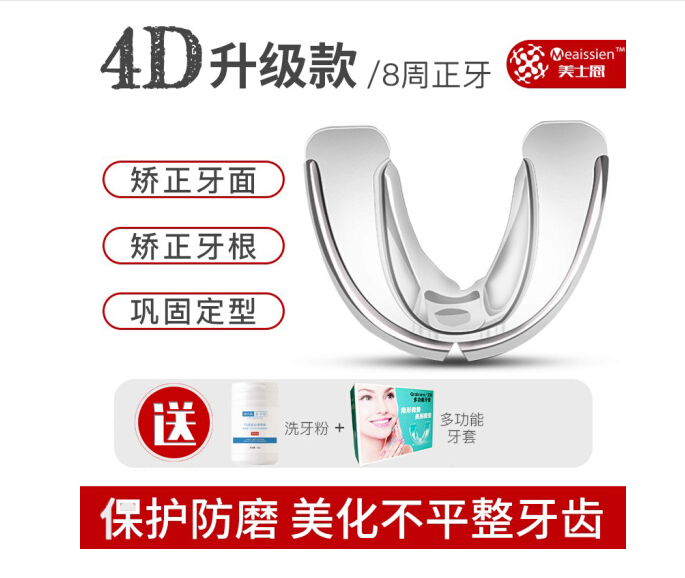 4D升级款/8周正牙
Meaissien™
美士恩
矫正牙面
矫正牙根
巩固定型
送
洗牙粉+
多功能
牙套
保护防磨 美化不平整牙齿